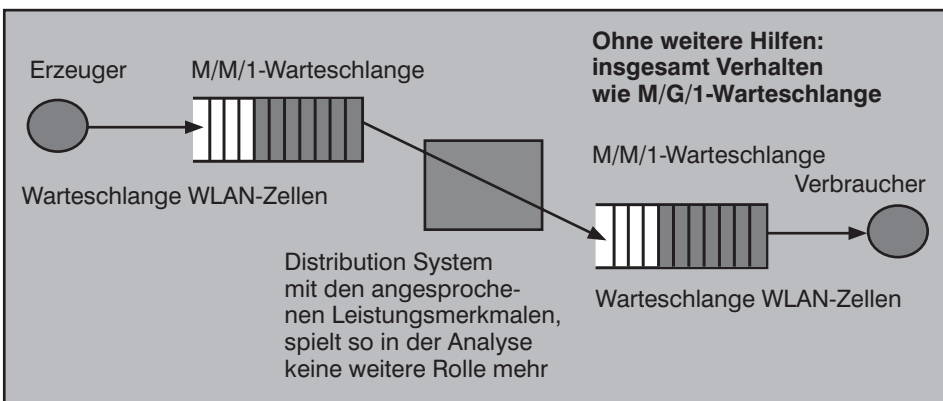 Erzeuger
M/M/1-Warteschlange
Warteschlange WLAN-Zellen
Distribution System
mit den angesproche-
nen Leistungsmerkmalen,
spielt so in der Analyse
keine weitere Rolle mehr
Ohne weitere Hilfen:
insgesamt Verhalten
wie M/G/1-Warteschlange
M/M/1-Warteschlange
Verbraucher
Warteschlange WLAN-Zellen